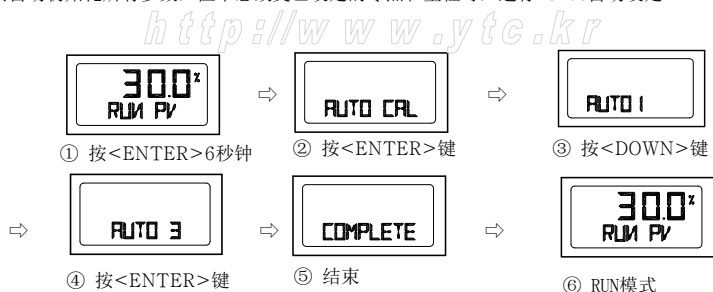 http://www.ytc.kr
30.0%
RUN PV
⇨
AUTO CAL
⇨
AUTO 1
① 按<ENTER>6秒钟
② 按<ENTER>键
③ 按<DOWN>键
⇨
AUTO 3
⇨
COMPLETE
⇨
30.0%
RUN PV
④ 按<ENTER>键
⑤ 结束
⑥ RUN模式